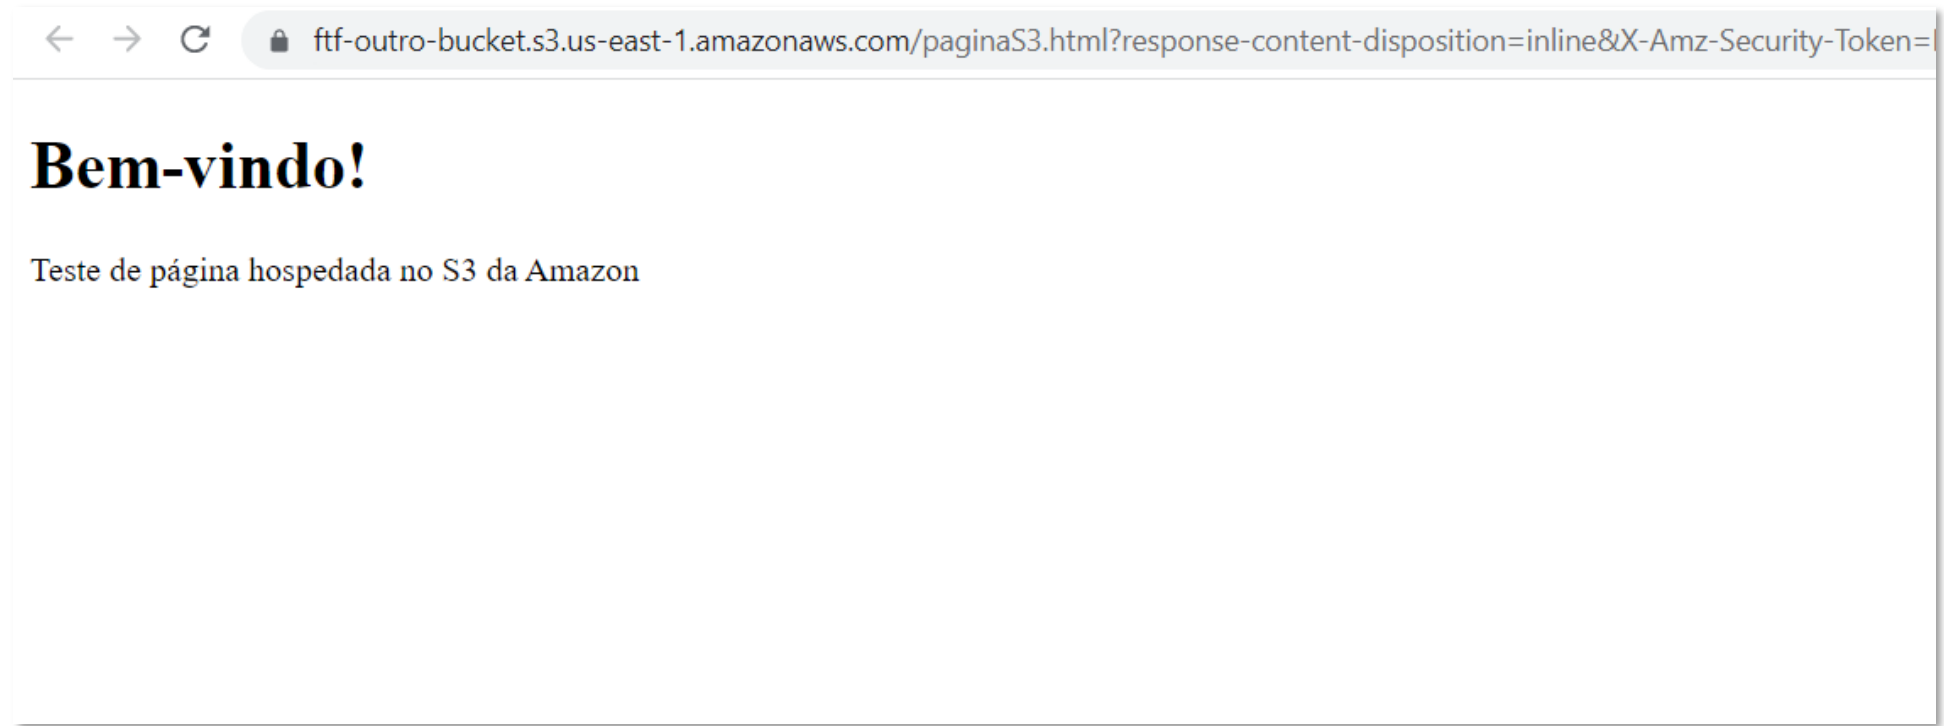 ftf-outro-bucket.s3.us-east-1.amazonaws.com/paginaS3.html?response-content-disposition=inline&X-Amz-Security-Token=
Bem-vindo!
Teste de página hospedada no S3 da Amazon